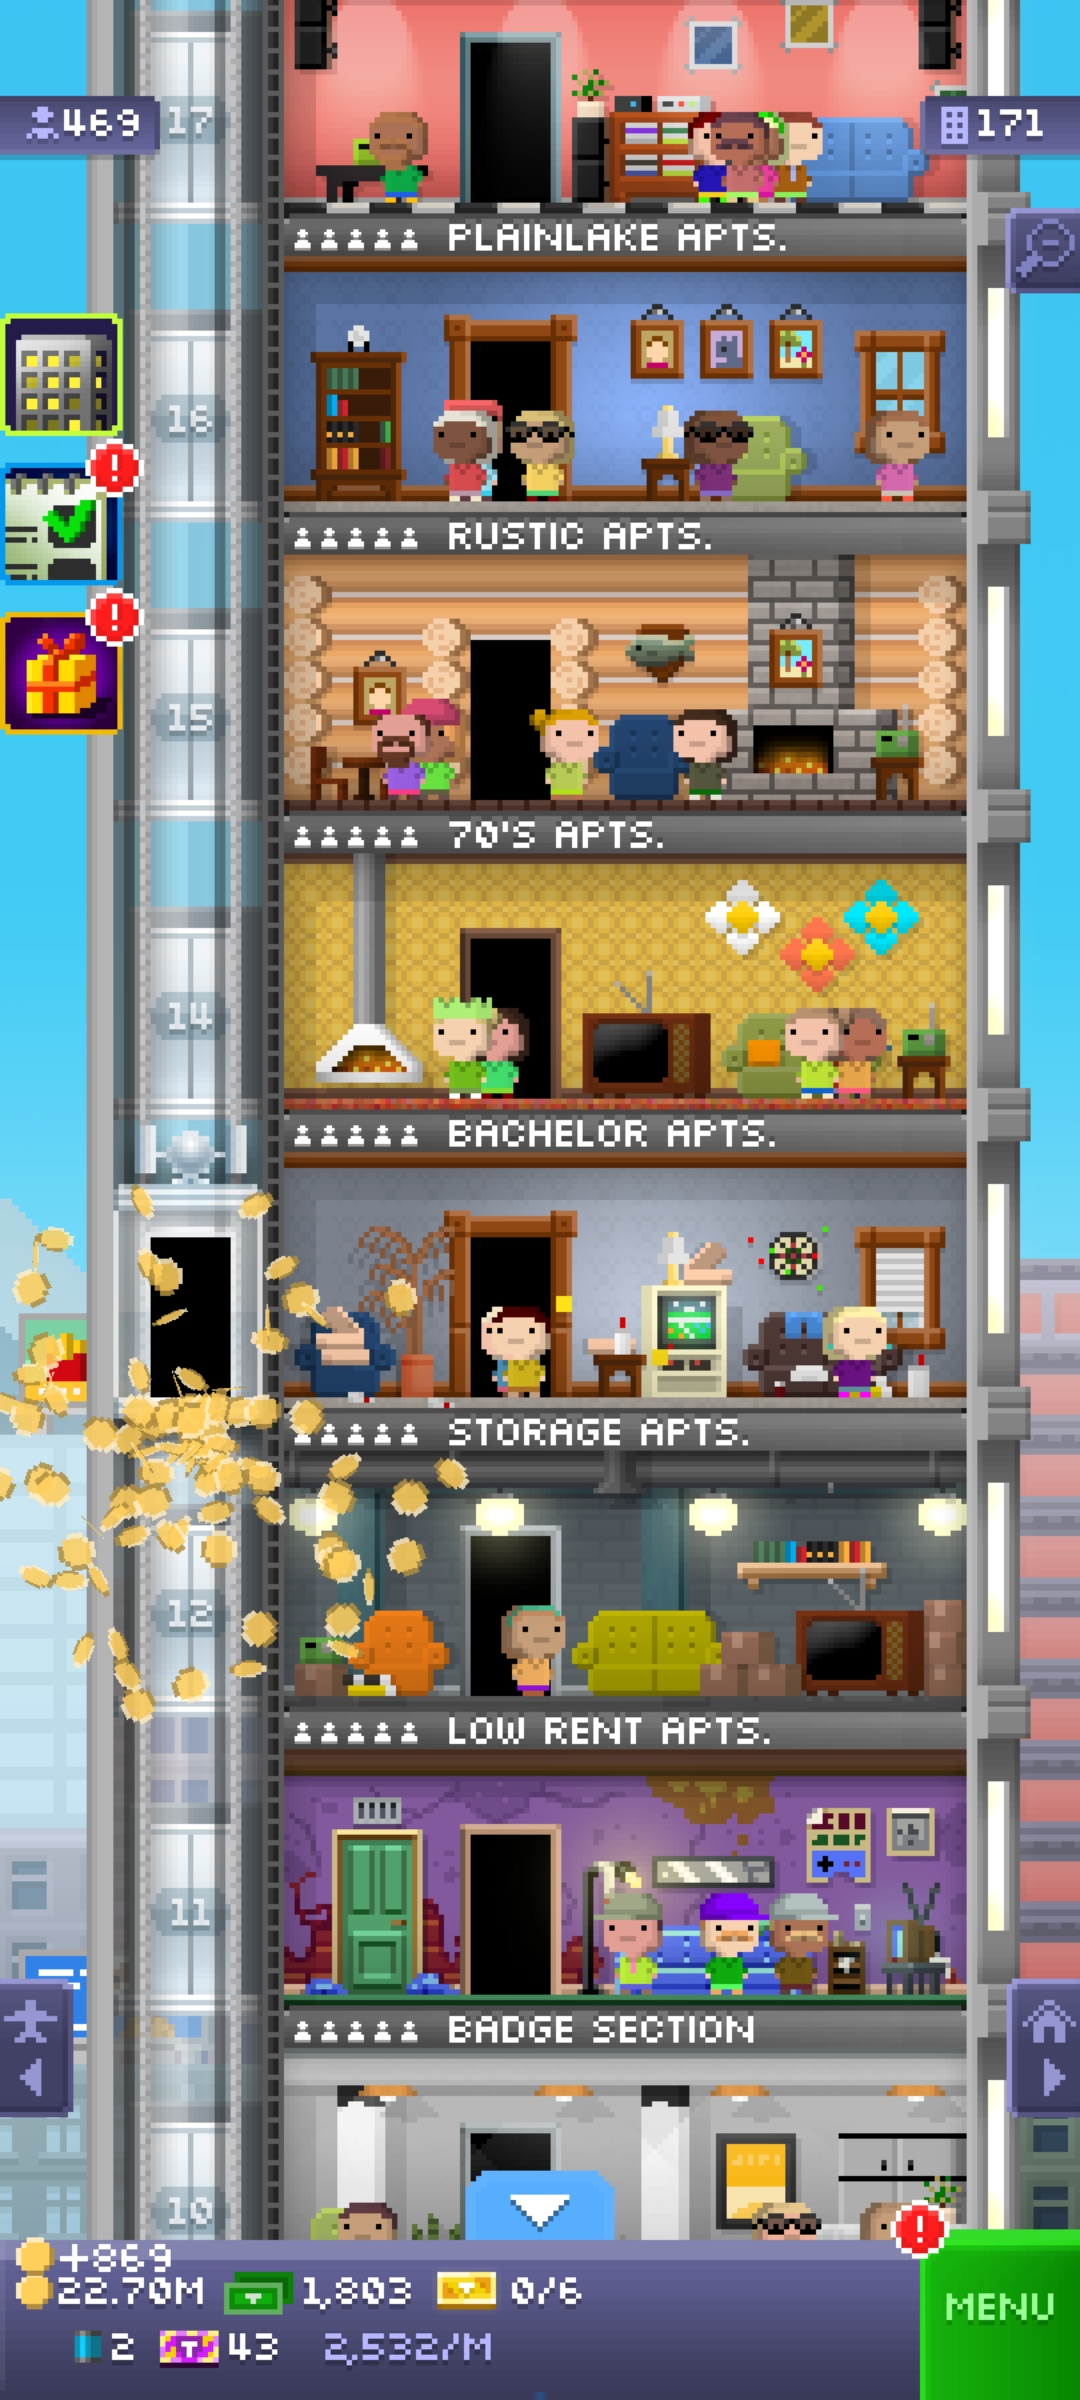 469
17
171
PLAINLAKE APTS.
16
RUSTIC APTS.
15
70'S APTS.
14
BACHELOR APTS.
STORAGE APTS.
12
LOW RENT APTS.
11
BADGE SECTION
10
+869
22.70M
1,803
0/6
MENU
2
T 43
2,532/M